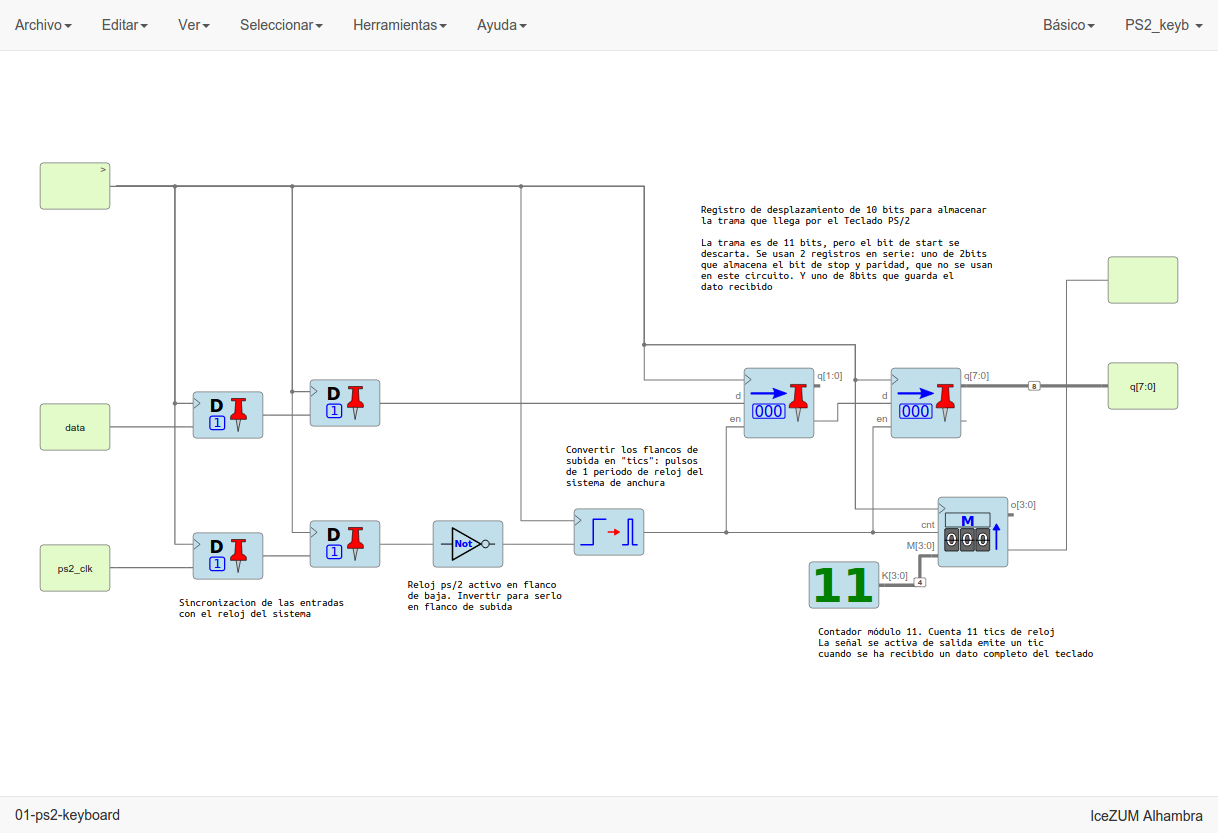 Archivo Editar Ver Seleccionar Herramientas Ayuda Básico PS2_keyb
>
Registro de desplazamiento de 10 bits para almacenar
la trama que llega por el Teclado PS/2
La trama es de 11 bits, pero el bit de start se
descarta. Se usan 2 registros en serie: uno de 2bits
que almacena el bit de stop y paridad, que no se usan
en este circuito. Y uno de 8bits que guarda el
dato recibido
data
D
1
D
1
d
en
000
q[1:0]
d
en
000
q[7:0]
8
q[7:0]
Convertir los flancos de
subida en "tics": pulsos
de 1 periodo de reloj del
sistema de anchura
ps2_clk
D
1
D
1
Not
cnt
M[3:0]
M
000
o[3:0]
11
K[3:0]
4
Reloj ps/2 activo en flanco
de baja. Invertir para serlo
en flanco de subida
Sincronizacion de las entradas
con el reloj del sistema
Contador módulo 11. Cuenta 11 tics de reloj
La señal se activa de salida emite un tic
cuando se ha recibido un dato completo del teclado
01-ps2-keyboard IceZUM Alhambra